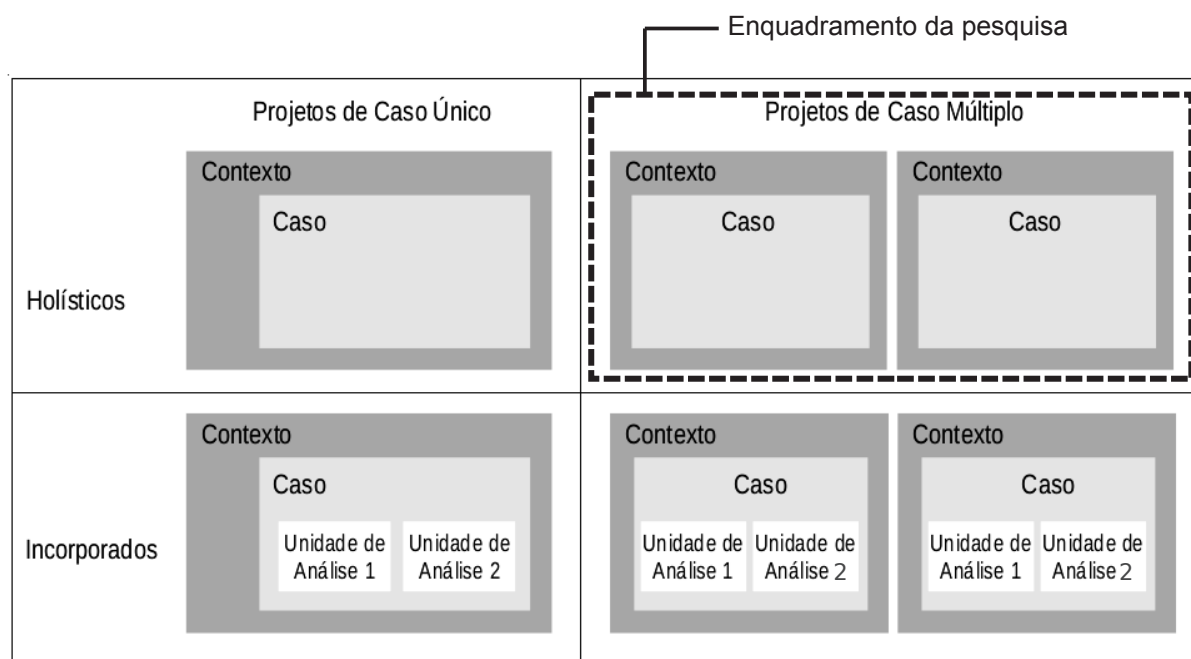 Enquadramento da pesquisa
Projetos de Caso Único
Projetos de Caso Múltiplo
Holísticos
Contexto
Caso
Contexto
Caso
Contexto
Caso
Incorporados
Contexto
Caso
Unidade de
Análise 1
Unidade de
Análise 2
Contexto
Caso
Unidade de
Análise 1
Unidade de
Análise 2
Contexto
Caso
Unidade de
Análise 1
Unidade de
Análise 2